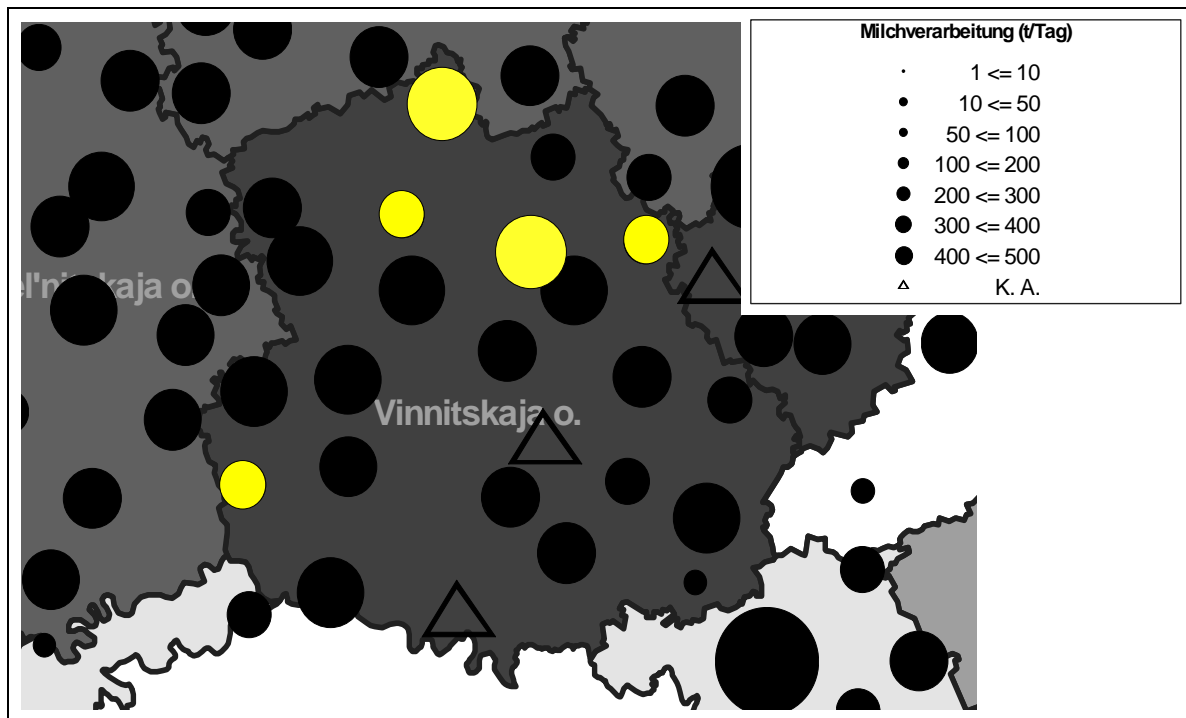 Milchverarbeitung (t/Tag)
1 <= 10
10 <= 50
50 <= 100
100 <= 200
200 <= 300
300 <= 400
400 <= 500
K. A.
o.
Vinnitskaja o.